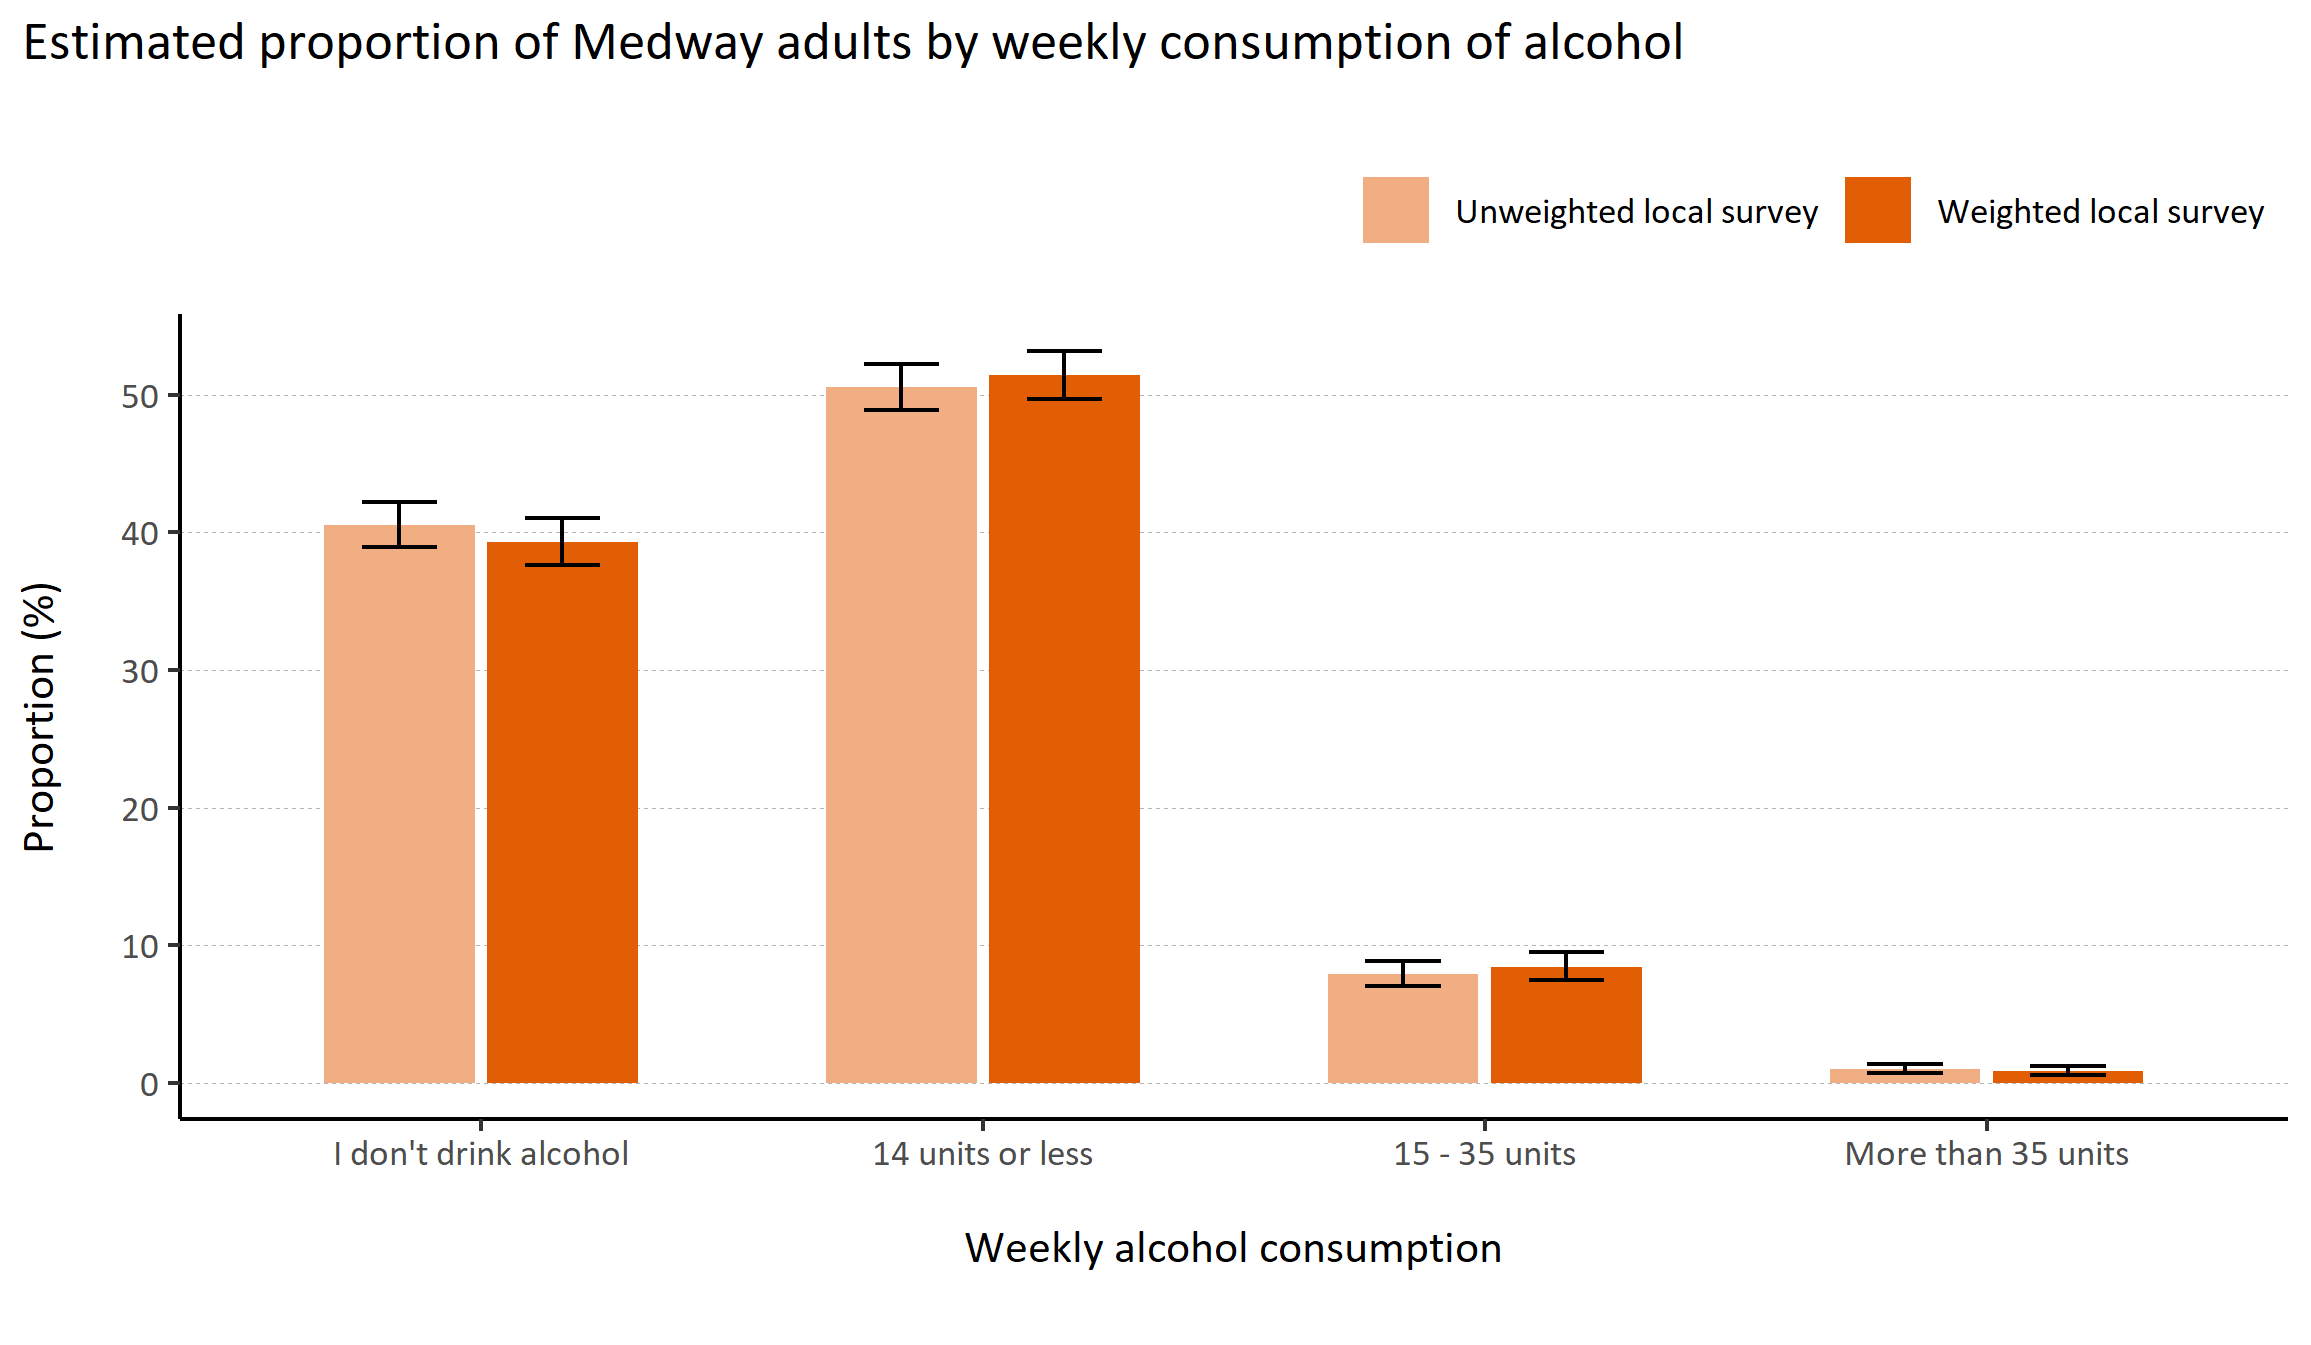 Estimated proportion of Medway adults by weekly consumption of alcohol
Unweighted local survey
Weighted local survey
Proportion (%)
50
40
30
20
10
0
I don't drink alcohol
14 units or less
15 - 35 units
More than 35 units
Weekly alcohol consumption